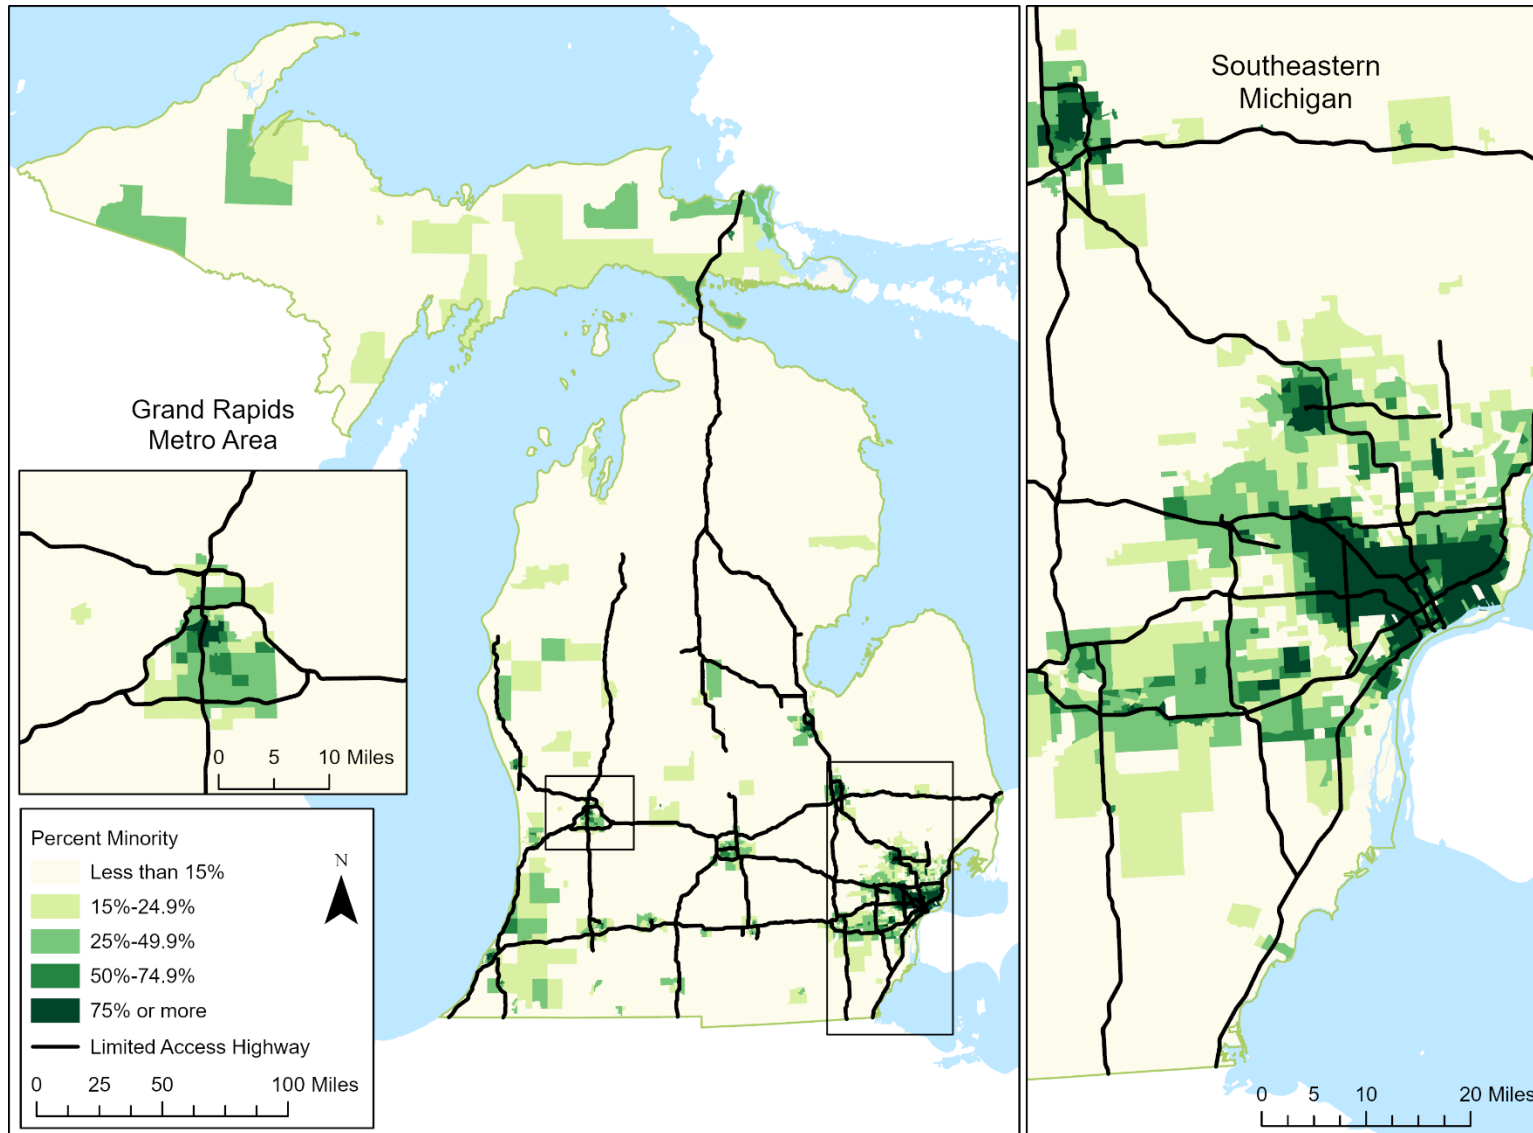 Southeastern
Michigan
Grand Rapids
Metro Area
0 5 10 Miles
Percent Minority
Less than 15%
15%-24.9%
25%-49.9%
50%-74.9%
75% or more
Limited Access Highway
N
0 25 50 100 Miles
0 5 10 20 Miles